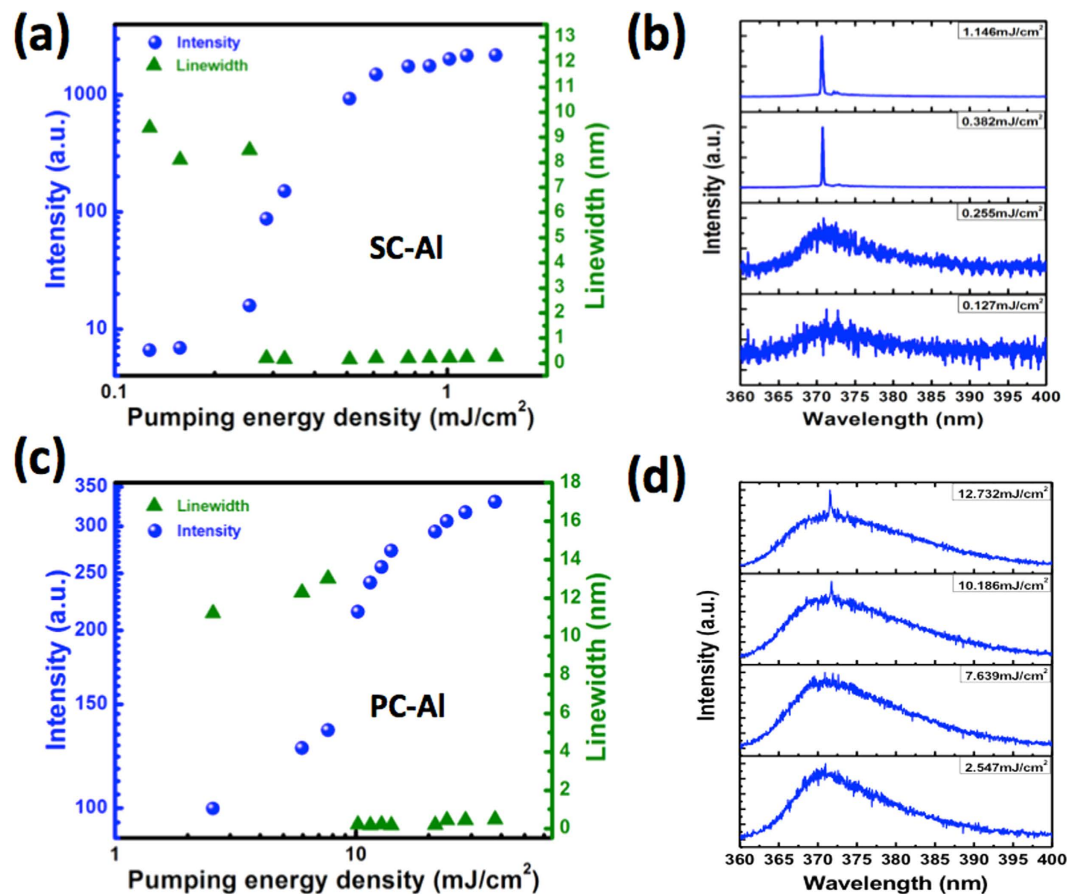 (a)
Intensity
Linewidth
1000
100
10
Intensity (a.u.)
13
12
11
10
9
8
7
6
5
4
3
2
1
0
Linewidth (nm)
SC-Al
0.1
1
Pumping energy density (mJ/cm²)
(b)
1.146mJ/cm²
0.382mJ/cm²
0.255mJ/cm²
0.127mJ/cm²
Intensity (a.u.)
360 365 370 375 380 385 390 395 400
Wavelength (nm)
(c)
Linewidth
Intensity
350
300
250
200
150
100
Intensity (a.u.)
18
16
14
12
10
8
6
4
2
0
Linewidth (nm)
PC-Al
1
10
Pumping energy density (mJ/cm²)
(d)
12.732mJ/cm²
10.186mJ/cm²
7.639mJ/cm²
2.547mJ/cm²
Intensity (a.u.)
360 365 370 375 380 385 390 395 400
Wavelength (nm)